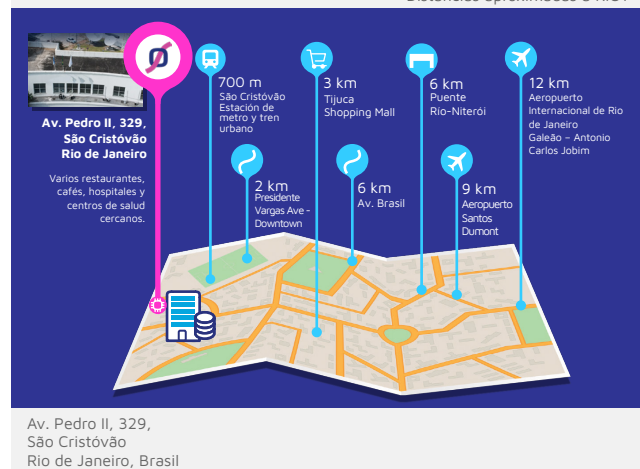 700 m
São Cristóvão
Estación de
metro y tren
urbano
3 km
Tijuca
Shopping Mall
6 km
Puente
Río-Niterói
12 km
Aeropuerto
Internacional de Rio
de Janeiro
Galeão – Antonio
Carlos Jobim
Av. Pedro II, 329,
São Cristóvão
Rio de Janeiro
Varios restaurantes,
cafés, hospitales y
centros de salud
cercanos.
2 km
Presidente
Vargas Ave -
Downtown
6 km
Av. Brasil
9 km
Aeropuerto
Santos
Dumont
Av. Pedro II, 329,
São Cristóvão
Rio de Janeiro, Brasil